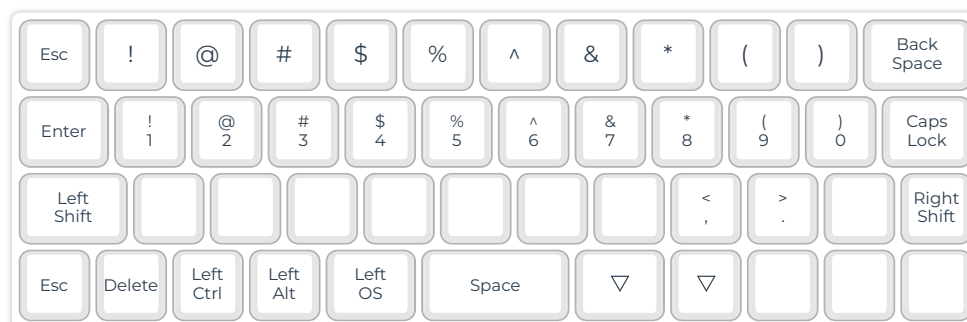 Esc ! @ # $ % ^ & * ( ) Back Space
Enter ! 1 @ 2 # 3 $ 4 % 5 ^ 6 & 7 * 8 ( 9 ) 0 Caps Lock
Left Shift < , > . Right Shift
Esc Delete Left Ctrl Left Alt Left OS Space ▽ ▽